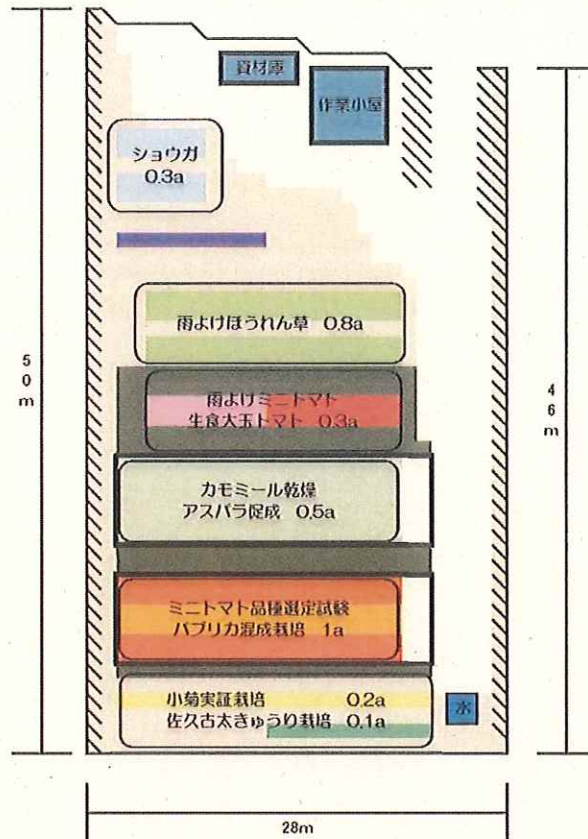 資材庫
作業小屋
ショウガ
0.3a
雨よけほうれん草 0.8a
雨よけミニトマト
生食大玉トマト 0.3a
カモミール乾燥
アスパラ促成 0.5a
ミニトマト品種選定試験
パプリカ混成栽培 1a
小菊実証栽培 0.2a
佐久古太きゅうり栽培 0.1a
水
50m
46m
28m